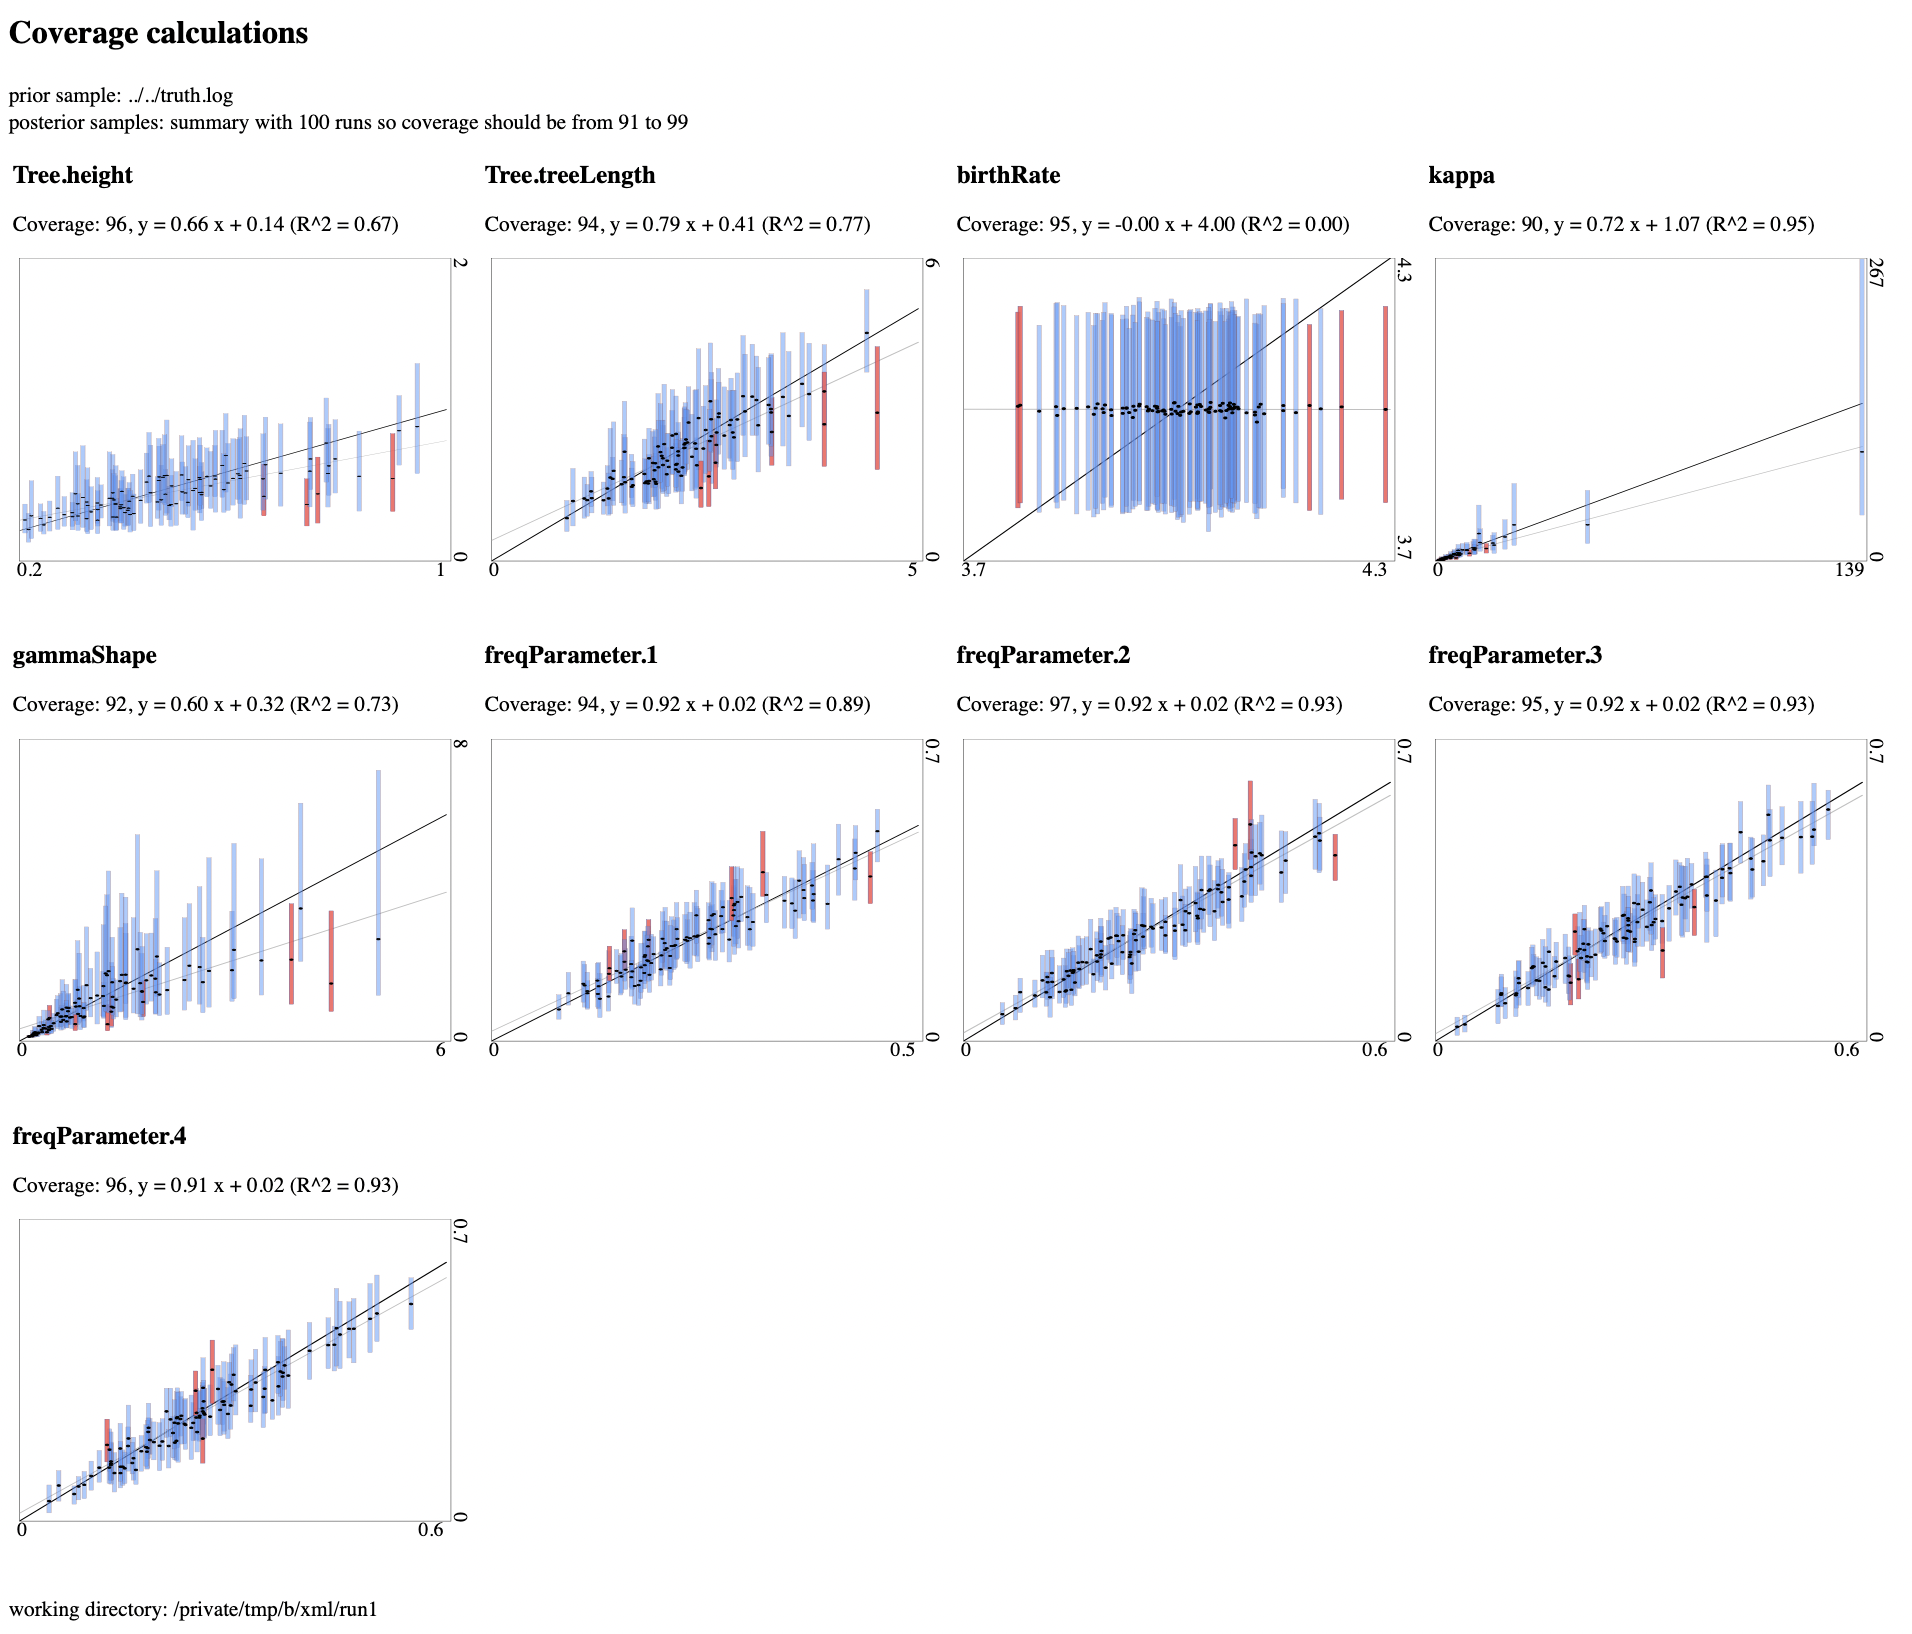 Coverage calculations
prior sample: ../../truth.log
posterior samples: summary with 100 runs so coverage should be from 91 to 99
Tree.height
Coverage: 96, y = 0.66 x + 0.14 (R^2 = 0.67)
2
0
0.2 1
Tree.treeLength
Coverage: 94, y = 0.79 x + 0.41 (R^2 = 0.77)
6
0
0 5
birthRate
Coverage: 95, y = -0.00 x + 4.00 (R^2 = 0.00)
4.3
3.7
3.7 4.3
kappa
Coverage: 90, y = 0.72 x + 1.07 (R^2 = 0.95)
267
0
0 139
gammaShape
Coverage: 92, y = 0.60 x + 0.32 (R^2 = 0.73)
8
0
0 6
freqParameter.1
Coverage: 94, y = 0.92 x + 0.02 (R^2 = 0.89)
0.7
0
0 0.5
freqParameter.2
Coverage: 97, y = 0.92 x + 0.02 (R^2 = 0.93)
0.7
0
0 0.6
freqParameter.3
Coverage: 95, y = 0.92 x + 0.02 (R^2 = 0.93)
0.7
0
0 0.6
freqParameter.4
Coverage: 96, y = 0.91 x + 0.02 (R^2 = 0.93)
0.7
0
0 0.6
working directory: /private/tmp/b/xml/run1